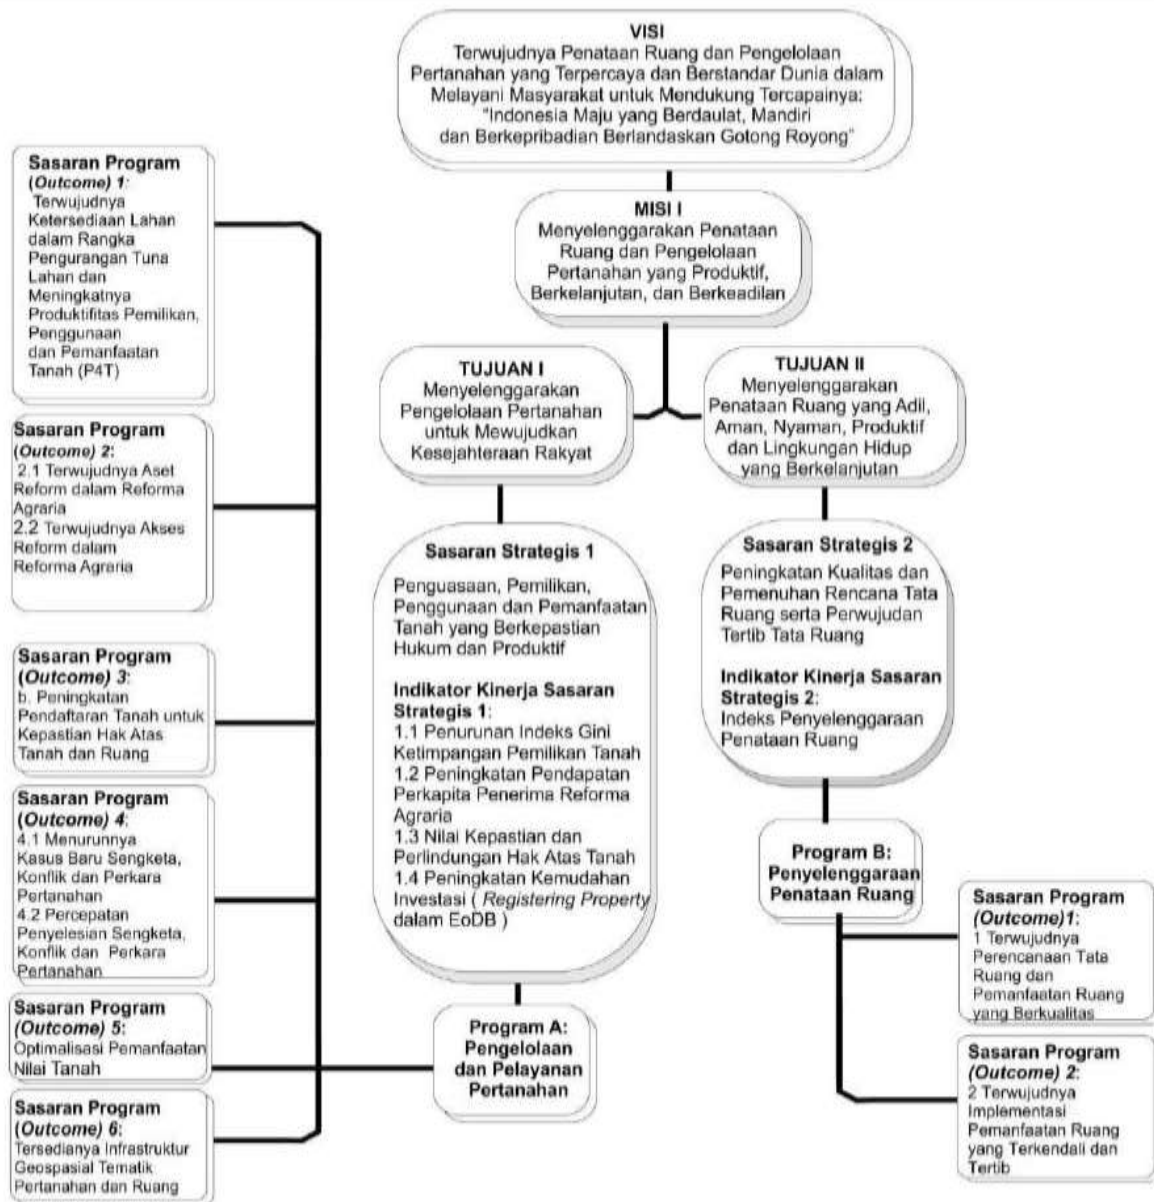 VISI
Terwujudnya Penataan Ruang dan Pengelolaan
Pertanahan yang Terpercaya dan Berstandar Dunia dalam
Melayani Masyarakat untuk Mendukung Tercapainya:
"Indonesia Maju yang Berdaulat, Mandiri
dan Berkepribadian Berlandaskan Gotong Royong"
MISI I
Menyelenggarakan Penataan
Ruang dan Pengelolaan
Pertanahan yang Produktif,
Berkelanjutan, dan Berkeadilan
TUJUAN I
Menyelenggarakan
Pengelolaan Pertanahan
untuk Mewujudkan
Kesejahteraan Rakyat
TUJUAN II
Menyelenggarakan
Penataan Ruang yang Adil,
Aman, Nyaman, Produktif
dan Lingkungan Hidup
yang Berkelanjutan
Sasaran Strategis 1
Penguasaan, Pemilikan,
Penggunaan dan Pemanfaatan
Tanah yang Berkepastian
Hukum dan Produktif
Indikator Kinerja Sasaran
Strategis 1:
1.1 Penurunan Indeks Gini
Ketimpangan Pemilikan Tanah
1.2 Peningkatan Pendapatan
Perkapita Penerima Reforma
Agraria
1.3 Nilai Kepastian dan
Perlindungan Hak Atas Tanah
1.4 Peningkatan Kemudahan
Investasi ( Registering Property
dalam EoDB )
Sasaran Strategis 2
Peningkatan Kualitas dan
Pemenuhan Rencana Tata
Ruang serta Perwujudan
Tertib Tata Ruang
Indikator Kinerja Sasaran
Strategis 2:
Indeks Penyelenggaraan
Penataan Ruang
Program A:
Pengelolaan
dan Pelayanan
Pertanahan
Sasaran Program
(Outcome) 1:
Terwujudnya
Ketersediaan Lahan
dalam Rangka
Pengurangan Tuna
Lahan dan
Meningkatnya
Produktifitas Pemilikan,
Penggunaan
dan Pemanfaatan
Tanah (P4T)
Sasaran Program
(Outcome) 2:
2.1 Terwujudnya Aset
Reform dalam Reforma
Agraria
2.2 Terwujudnya Akses
Reform dalam
Reforma Agraria
Sasaran Program
(Outcome) 3:
b. Peningkatan
Pendaftaran Tanah untuk
Kepastian Hak Atas
Tanah dan Ruang
Sasaran Program
(Outcome) 4:
4.1 Menurunnya
Kasus Baru Sengketa,
Konflik dan Perkara
Pertanahan
4.2 Percepatan
Penyelesian Sengketa,
Konflik dan Perkara
Pertanahan
Sasaran Program
(Outcome) 5:
Optimalisasi Pemanfaatan
Nilai Tanah
Sasaran Program
(Outcome) 6:
Tersedianya Infrastruktur
Geospasial Tematik
Pertanahan dan Ruang
Program B:
Penyelenggaraan
Penataan Ruang
Sasaran Program
(Outcome)1:
1 Terwujudnya
Perencanaan Tata
Ruang dan
Pemanfaatan Ruang
yang Berkualitas
Sasaran Program
(Outcome) 2:
2 Terwujudnya
Implementasi
Pemanfaatan Ruang
yang Terkendali dan
Tertib